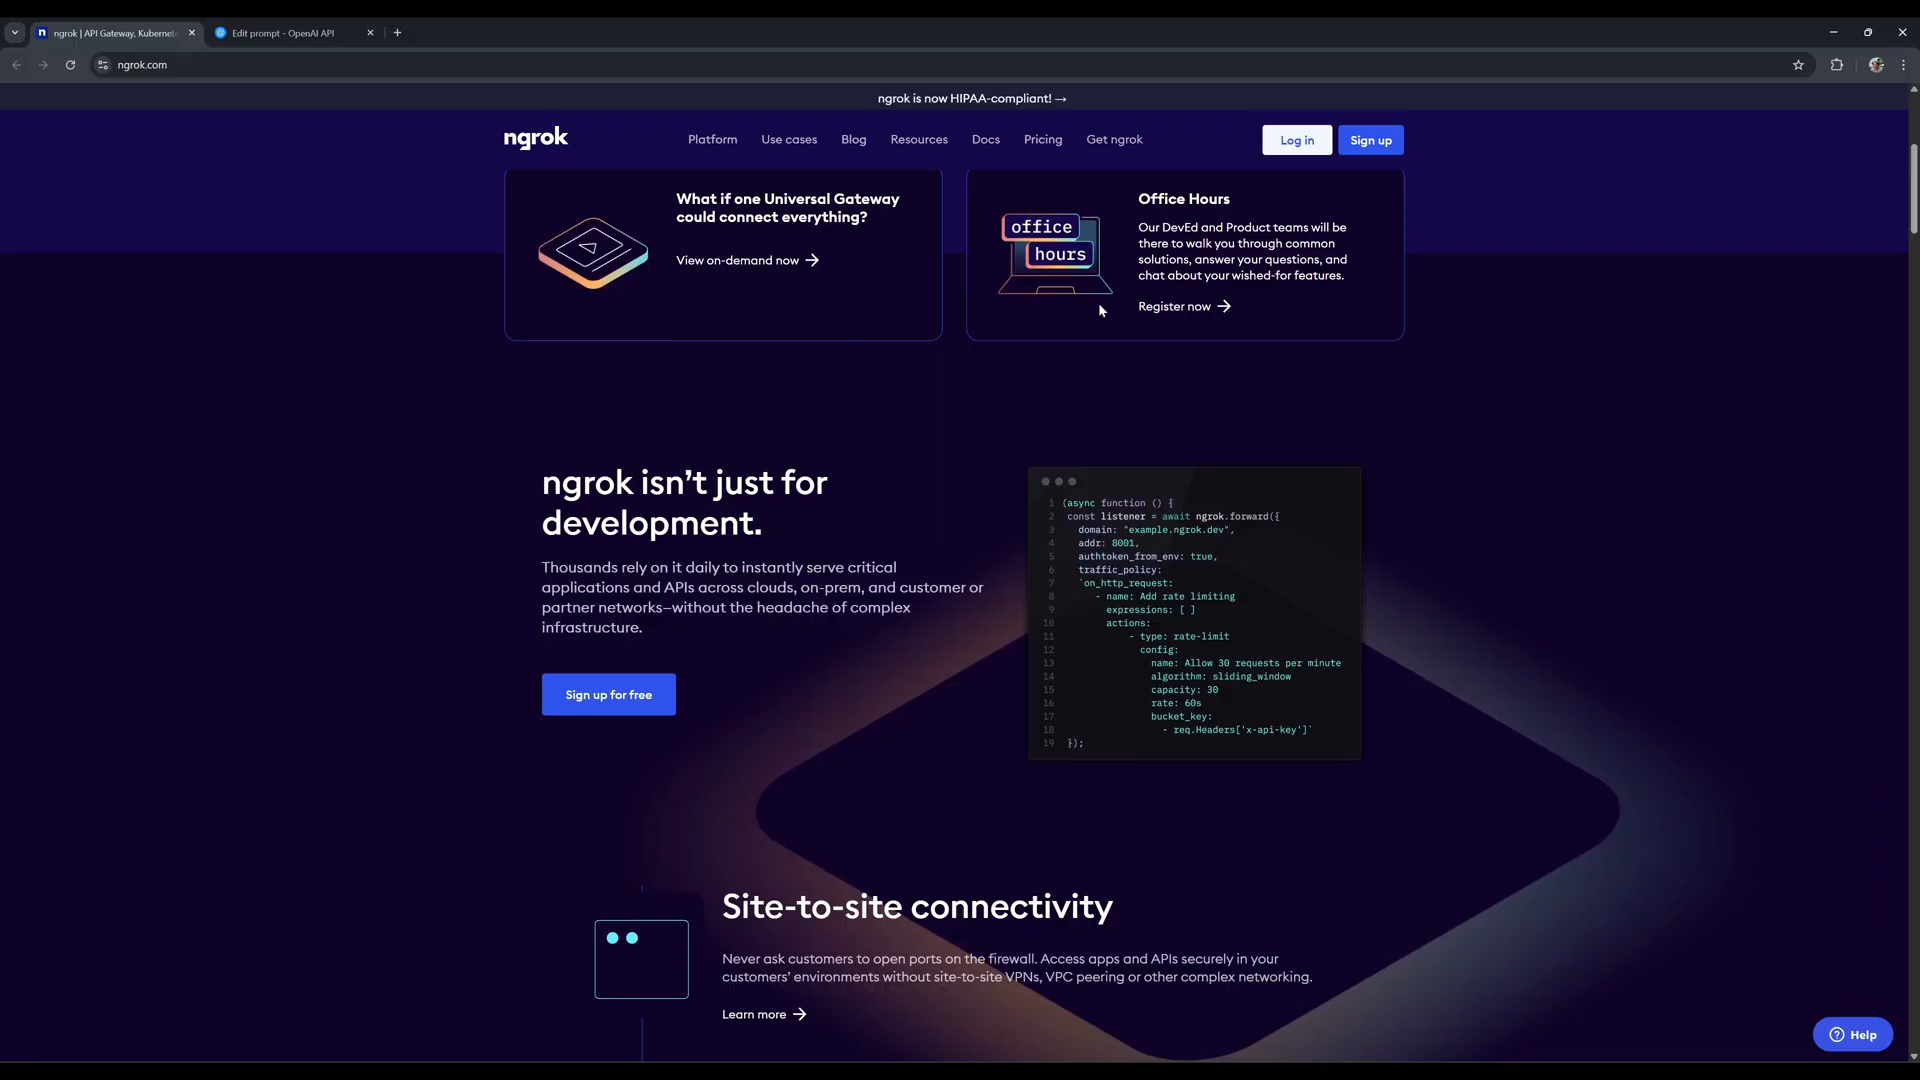 ngrok | API Gateway, Kubernete
Edit prompt - OpenAI API
ngrok.com
ngrok is now HIPAA-compliant! →
ngrok
Platform
Use cases
Blog
Resources
Docs
Pricing
Get ngrok
Log in
Sign up
What if one Universal Gateway
could connect everything?
View on-demand now →
office
hours
Office Hours
Our DevEd and Product teams will be
there to walk you through common
solutions, answer your questions, and
chat about your wished-for features.
Register now →
ngrok isn’t just for
development.
Thousands rely on it daily to instantly serve critical
applications and APIs across clouds, on-prem, and customer or
partner networks—without the headache of complex
infrastructure.
Sign up for free
1 (async function () {
2 const listener = await ngrok.forward({
3 domain: "example.ngrok.dev",
4 addr: 8001,
5 authtoken_from_env: true,
6 traffic_policy:
7 `on_http_request:
8 - name: Add rate limiting
9 expressions: [ ]
10 actions:
11 - type: rate-limit
12 config:
13 name: Allow 30 requests per minute
14 algorithm: sliding_window
15 capacity: 30
16 rate: 60s
17 bucket_key:
18 - req.Headers['x-api-key']`
19 });
Site-to-site connectivity
Never ask customers to open ports on the firewall. Access apps and APIs securely in your
customers’ environments without site-to-site VPNs, VPC peering or other complex networking.
Learn more →
Help